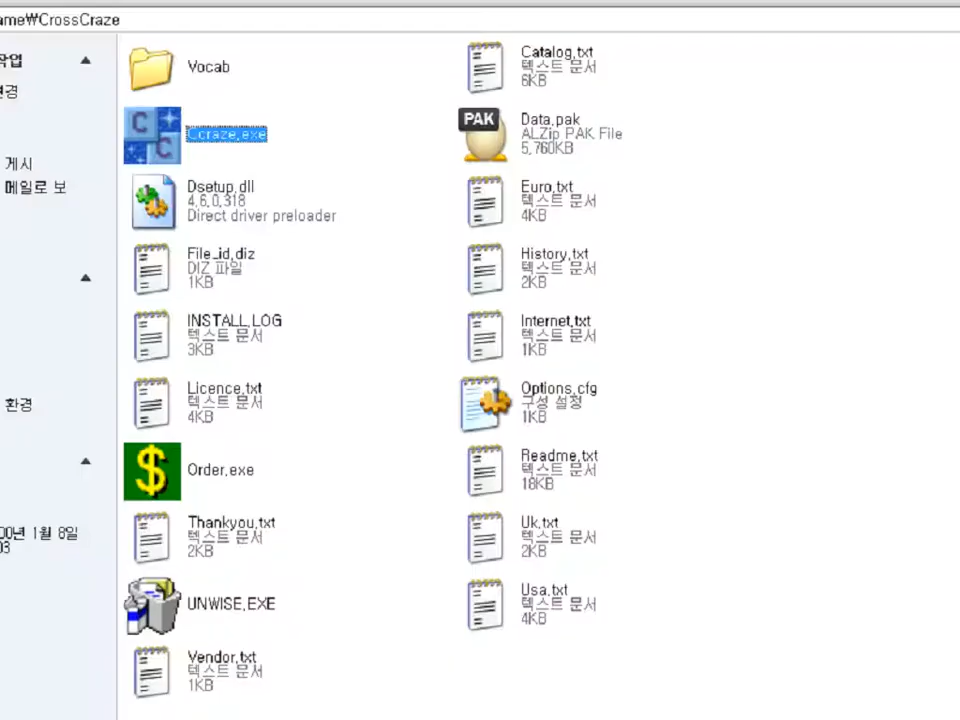 ame₩CrossCraze
작업
변경
게시
메일로 보
환경
00년 1월 8일
03
Vocab
Ccraze.exe
Dsetup.dll
4.6.0.318
Direct driver preloader
File_id.diz
DIZ 파일
1KB
INSTALL.LOG
텍스트 문서
3KB
Licence.txt
텍스트 문서
4KB
Order.exe
Thankyou.txt
텍스트 문서
2KB
UNWISE.EXE
Vendor.txt
텍스트 문서
1KB
Catalog.txt
텍스트 문서
6KB
PAK
Data.pak
ALZip PAK File
5,760KB
Euro.txt
텍스트 문서
4KB
History.txt
텍스트 문서
2KB
Internet.txt
텍스트 문서
1KB
Options.cfg
구성 설정
1KB
Readme.txt
텍스트 문서
18KB
Uk.txt
텍스트 문서
2KB
Usa.txt
텍스트 문서
4KB